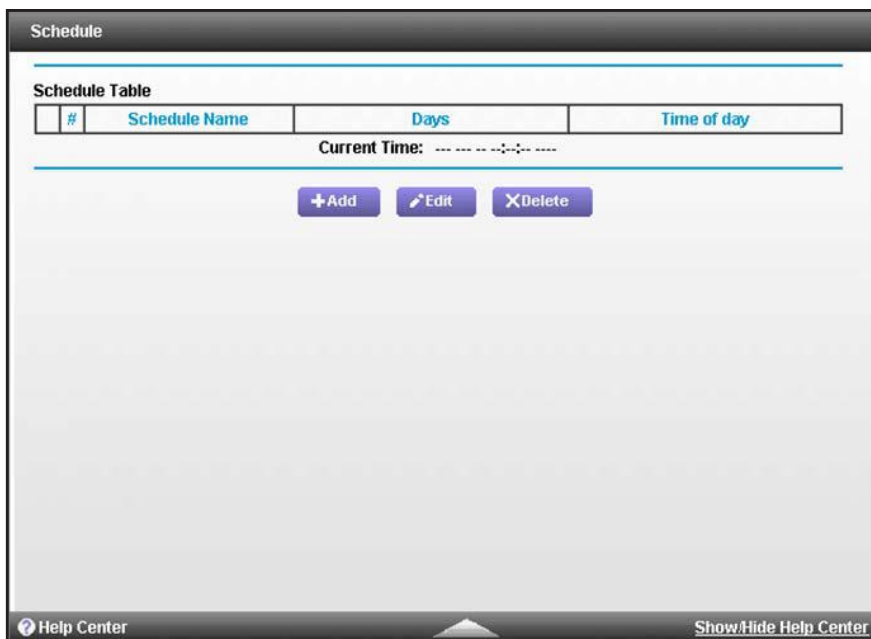 Schedule
Schedule Table
# Schedule Name Days Time of day
Current Time: --- --- -- --:--:-- ----
Add Edit Delete
Help Center Show/Hide Help Center